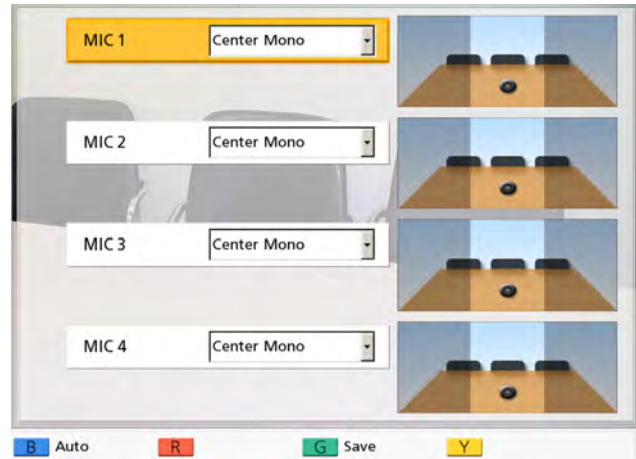 MIC 1 Center Mono
MIC 2 Center Mono
MIC 3 Center Mono
MIC 4 Center Mono
B Auto R G Save Y